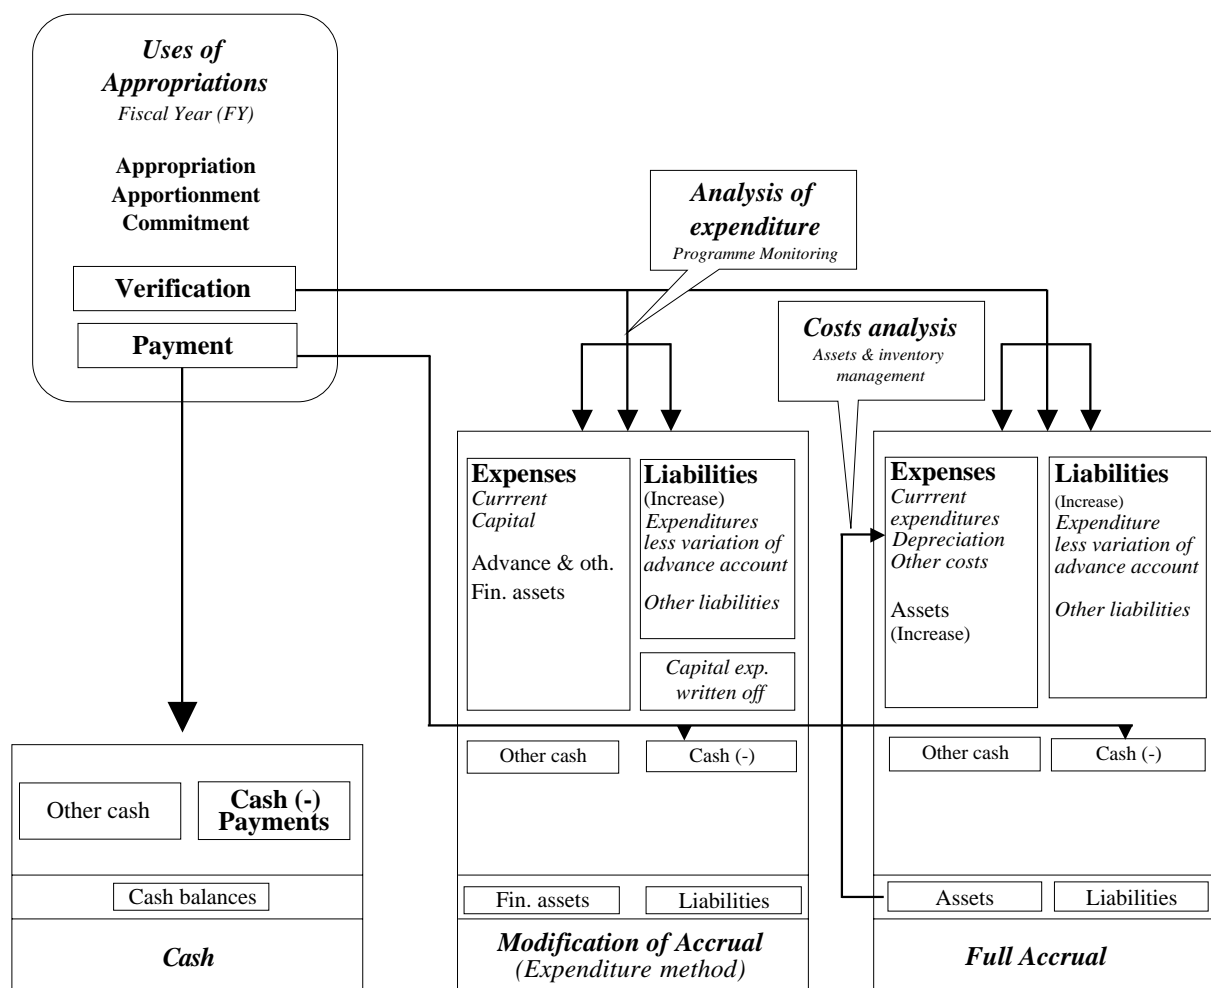 Uses of
Appropriations
Fiscal Year (FY)
Appropriation
Apportionment
Commitment
Verification
Payment
Analysis of
expenditure
Programme Monitoring
Costs analysis
Assets & inventory
management
Expenses
Currrent
Capital
Advance & oth.
Fin. assets
Liabilities
(Increase)
Expenditures
less variation of
advance account
Other liabilities
Capital exp.
written off
Expenses
Currrent
expenditures
Depreciation
Other costs
Assets
(Increase)
Liabilities
(Increase)
Expenditure
less variation of
advance account
Other liabilities
Other cash
Cash (-)
Other cash
Cash (-)
Other cash
Cash (-)
Payments
Cash balances
Fin. assets
Liabilities
Assets
Liabilities
Cash
Modification of Accrual
(Expenditure method)
Full Accrual